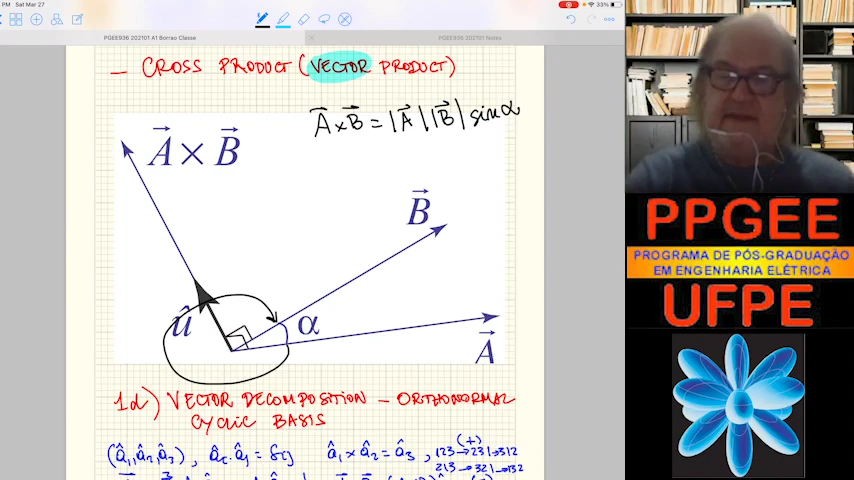 PM Sat Mar 27
33%
PGEE936 202101 A1 Borrao Classe
PGEE936 202101 Notes
- CROSS PRODUCT (VECTOR PRODUCT)
A⃗ x B⃗ = |A⃗| |B⃗| sin α
A⃗ × B⃗
B⃗
û
α
A⃗
1d) VECTOR DECOMPOSITION - ORTHONORMAL
CYCLIC BASIS
(â₁, â₂, â₃), âᵢ. âⱼ = δij â₁ x â₂ = â₃, 123 → 231 → 312 (+)
213 → 321 → 132
PPGEE
PROGRAMA DE PÓS-GRADUAÇÃO
EM ENGENHARIA ELÉTRICA
UFPE